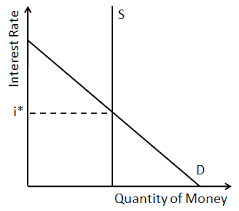 S
Interest Rate
i*
D
Quantity of Money